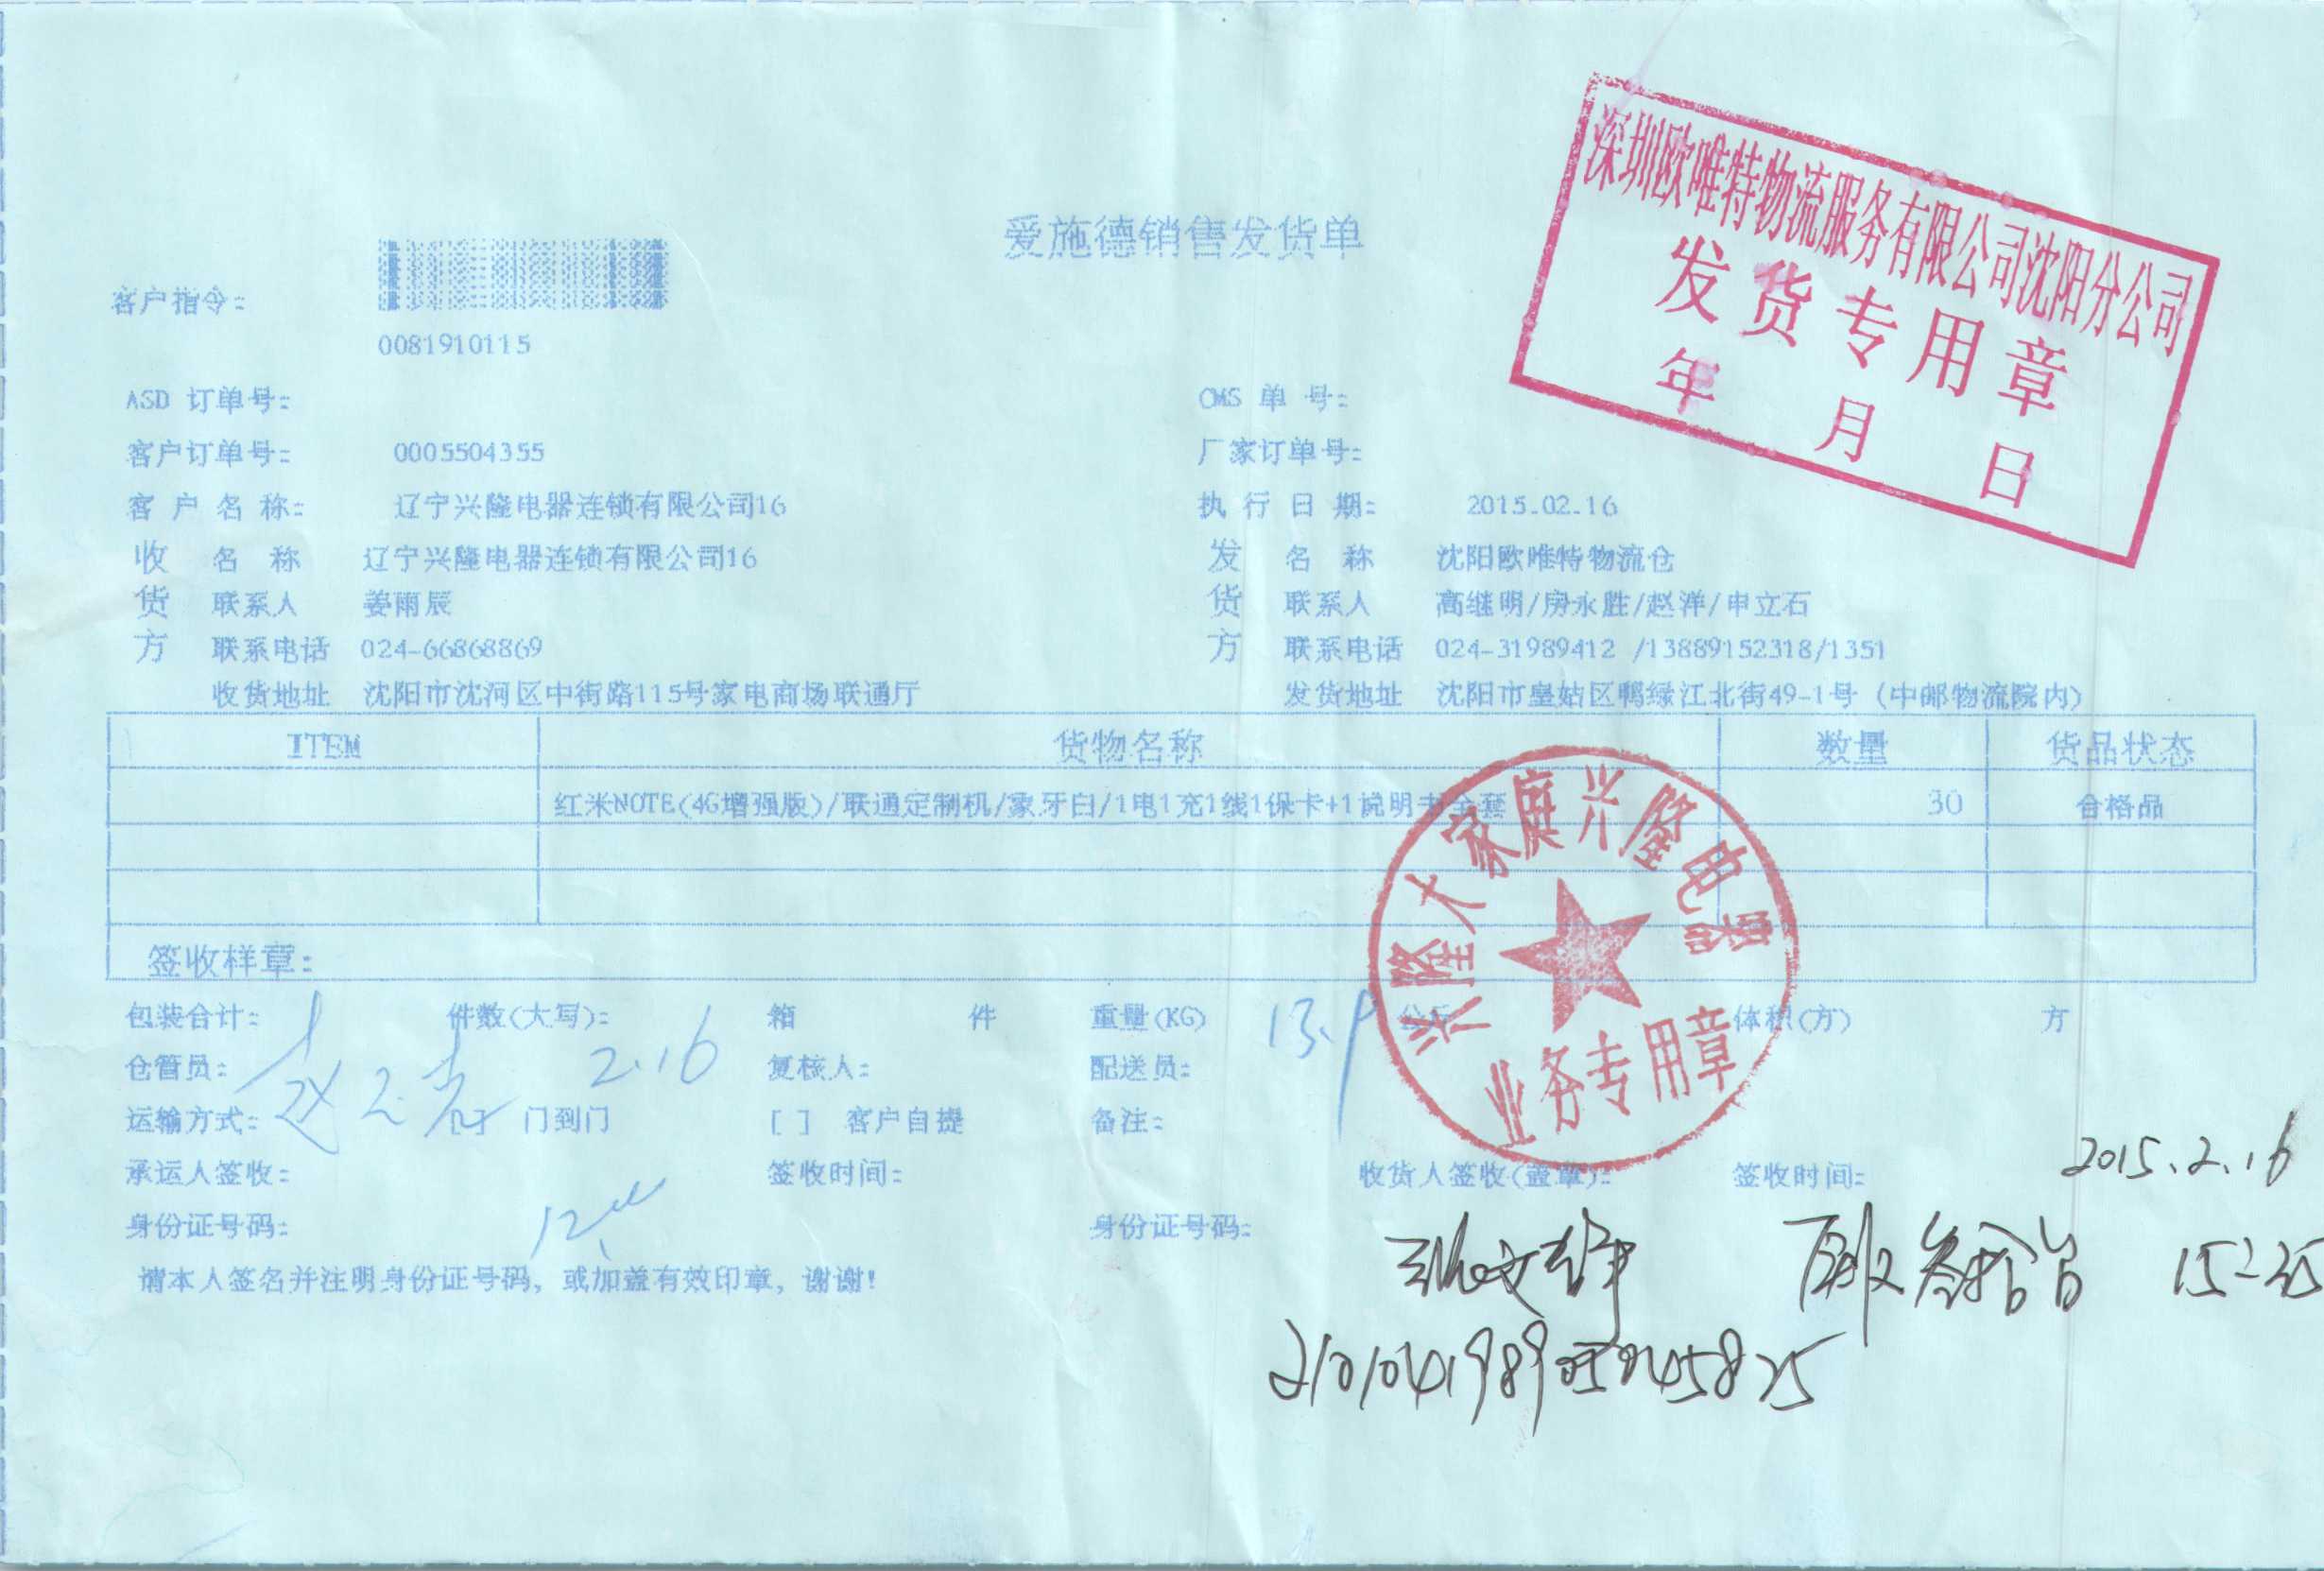 爱施德销售发货单
深圳欧唯特物流服务有限公司沈阳分公司
发货专用章
年 月 日
客户指令:
0081910115
ASD 订单号: OMS 单 号:
客户订单号: 0005504355 厂家订单号:
客 户 名 称: 辽宁兴隆电器连锁有限公司16 执 行 日 期: 2015.02.16
收 名 称 辽宁兴隆电器连锁有限公司16 发 名 称 沈阳欧唯特物流仓
货 联系人 姜雨辰 货 联系人 高继明/房永胜/赵洋/申立石
方 联系电话 024-66868869 方 联系电话 024-31989412 /13889152318/1351
收货地址 沈阳市沈河区中街路115号家电商场联通厅 发货地址 沈阳市皇姑区鸭绿江北街49-1号 (中邮物流院内)
ITEM 货物名称 数量 货品状态
红米NOTE(4G增强版)/联通定制机/象牙白/1电1充1线1保卡+1说明书全套 30 合格品
兴隆大家庭兴隆电器
业务专用章
签收样章:
包装合计: 1 件数(大写): 箱 件 重量(KG) 13.9 公斤 体积(方) 方
仓管员: 2.16 复核人: 配送员:
运输方式: [ ] 门到门 [ ] 客户自提 备注:
承运人签收: 签收时间: 收货人签收(盖章): 签收时间: 2015.2.16
身份证号码: 身份证号码:
叁拾台
请本人签名并注明身份证号码, 或加盖有效印章, 谢谢!